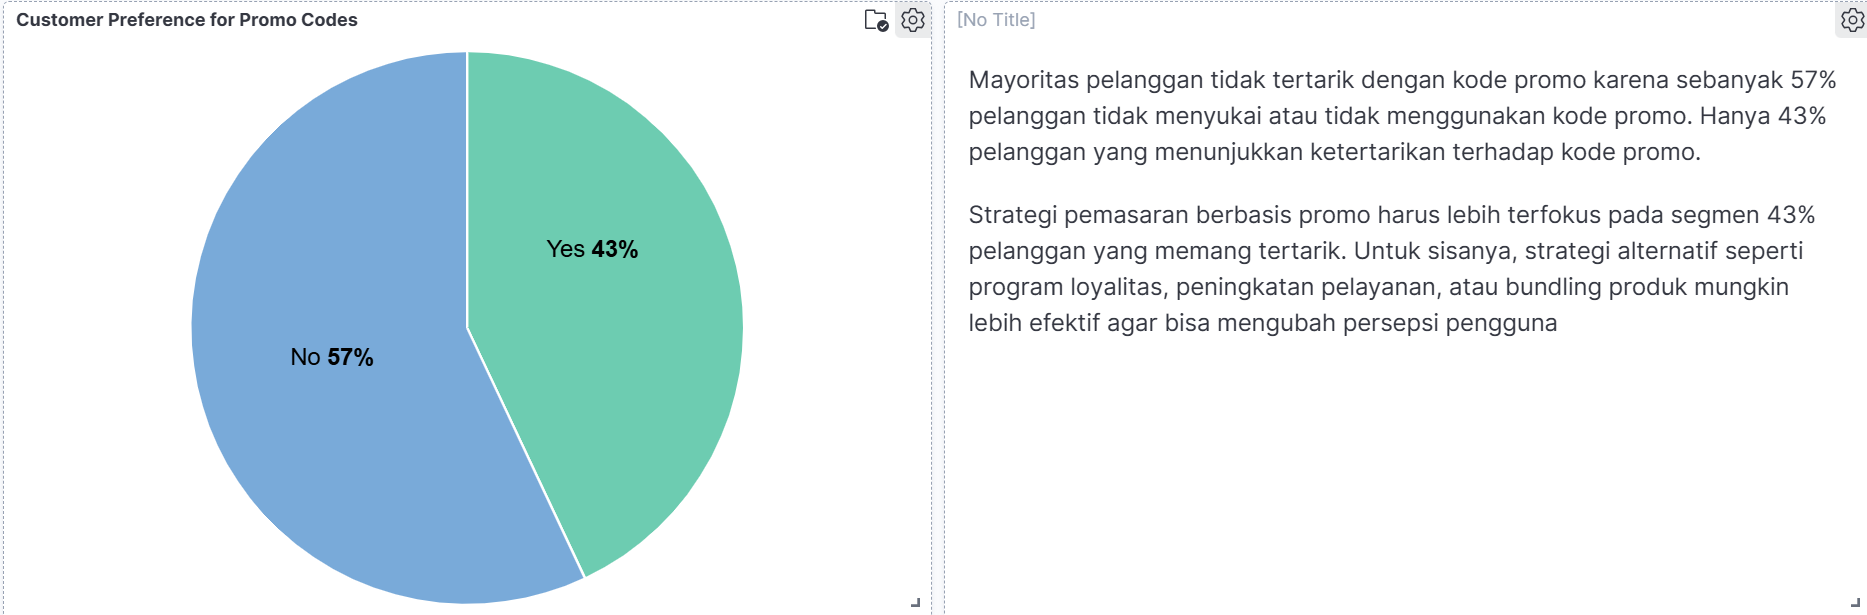 Customer Preference for Promo Codes
Yes 43%
No 57%
[No Title]
Mayoritas pelanggan tidak tertarik dengan kode promo karena sebanyak 57%
pelanggan tidak menyukai atau tidak menggunakan kode promo. Hanya 43%
pelanggan yang menunjukkan ketertarikan terhadap kode promo.
Strategi pemasaran berbasis promo harus lebih terfokus pada segmen 43%
pelanggan yang memang tertarik. Untuk sisanya, strategi alternatif seperti
program loyalitas, peningkatan pelayanan, atau bundling produk mungkin
lebih efektif agar bisa mengubah persepsi pengguna